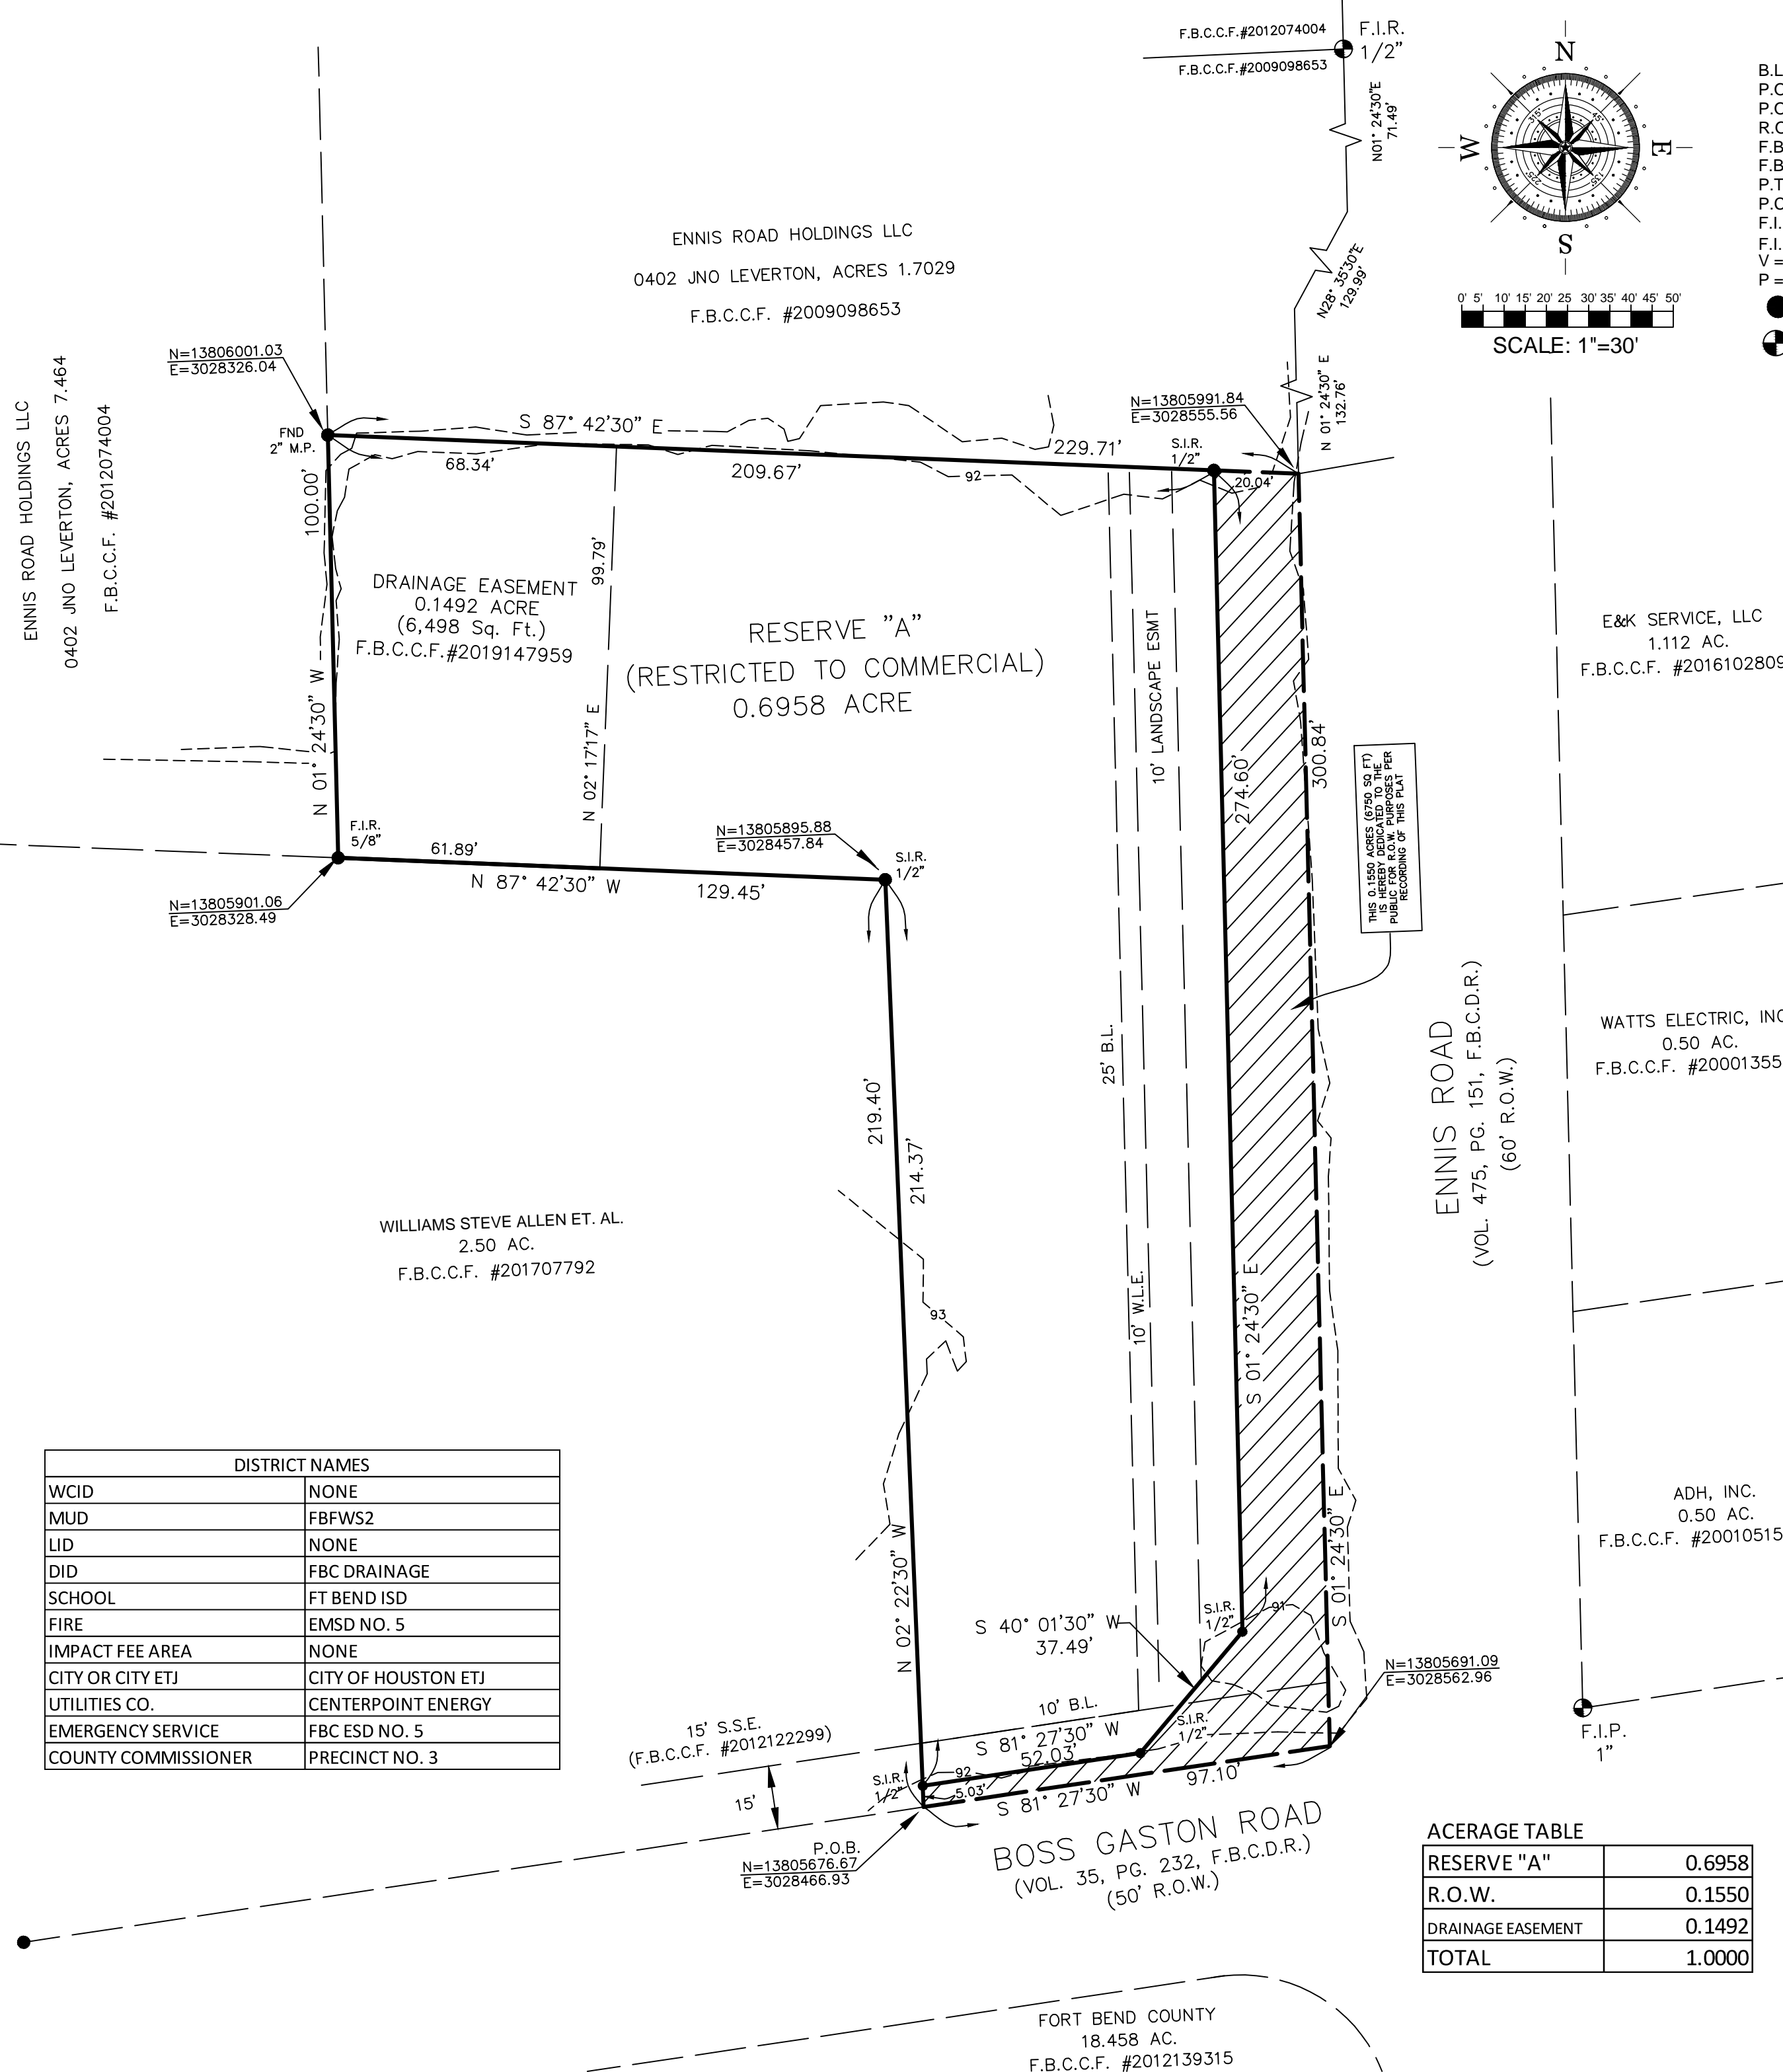 F.B.C.C.F.#2012074004
F.B.C.C.F.#2009098653
F.I.R.
1/2"
N01° 24'30"E
71.49'
N28° 35'30"E
129.99'
N 01° 24'30" E
132.76'
N
E
S
W
45°
135°
225°
315°
0' 5' 10' 15' 20' 25 30' 35' 40' 45' 50'
SCALE: 1"=30'
B.L
R.O
F.B
F.B
P.T
F.I.
F.I.
V =
P =
ENNIS ROAD HOLDINGS LLC
0402 JNO LEVERTON, ACRES 1.7029
F.B.C.C.F. #2009098653
ENNIS ROAD HOLDINGS LLC
0402 JNO LEVERTON, ACRES 7.464
F.B.C.C.F. #2012074004
N=13806001.03
E=3028326.04
FND
2" M.P.
S 87° 42'30" E
229.71'
68.34'
209.67'
92
S.I.R.
1/2"
20.04'
N=13805991.84
E=3028555.56
100.00'
N 01° 24'30" W
DRAINAGE EASEMENT
0.1492 ACRE
(6,498 Sq. Ft.)
F.B.C.C.F.#2019147959
99.79'
N 02° 17'17" E
RESERVE "A"
(RESTRICTED TO COMMERCIAL)
0.6958 ACRE
10' LANDSCAPE ESMT
274.60'
300.84'
THIS 0.1550 ACRES (6750 SQ FT)
IS HEREBY DEDICATED TO THE
PUBLIC FOR R.O.W. PURPOSES PER
RECORDING OF THIS PLAT
E&K SERVICE, LLC
1.112 AC.
F.B.C.C.F. #2016102809
F.I.R.
5/8"
61.89'
N 87° 42'30" W
129.45'
N=13805901.06
E=3028328.49
N=13805895.88
E=3028457.84
S.I.R.
1/2"
25' B.L.
10' W.L.E.
219.40'
214.37'
N 02° 22'30" W
93
S 01° 24'30" E
S 01° 24'30" E
ENNIS ROAD
(VOL. 475, PG. 151, F.B.C.D.R.)
(60' R.O.W.)
WATTS ELECTRIC, INC
0.50 AC.
F.B.C.C.F. #20001355
WILLIAMS STEVE ALLEN ET. AL.
2.50 AC.
F.B.C.C.F. #201707792
ADH, INC.
0.50 AC.
F.B.C.C.F. #20010515
DISTRICT NAMES
WCID NONE
MUD FBFWS2
LID NONE
DID FBC DRAINAGE
SCHOOL FT BEND ISD
FIRE EMSD NO. 5
IMPACT FEE AREA NONE
CITY OR CITY ETJ CITY OF HOUSTON ETJ
UTILITIES CO. CENTERPOINT ENERGY
EMERGENCY SERVICE FBC ESD NO. 5
COUNTY COMMISSIONER PRECINCT NO. 3
S 40° 01'30" W
37.49'
S.I.R.
1/2"
91
N=13805691.09
E=3028562.96
F.I.P.
1"
15' S.S.E.
(F.B.C.C.F. #2012122299)
15'
10' B.L.
S 81° 27'30" W
52.03'
S.I.R.
1/2"
S.I.R.
1/2"
92
5.03'
S 81° 27'30" W
97.10'
P.O.B.
N=13805676.67
E=3028466.93
BOSS GASTON ROAD
(VOL. 35, PG. 232, F.B.C.D.R.)
(50' R.O.W.)
ACERAGE TABLE
RESERVE "A" 0.6958
R.O.W. 0.1550
DRAINAGE EASEMENT 0.1492
TOTAL 1.0000
FORT BEND COUNTY
18.458 AC.
F.B.C.C.F. #2012139315